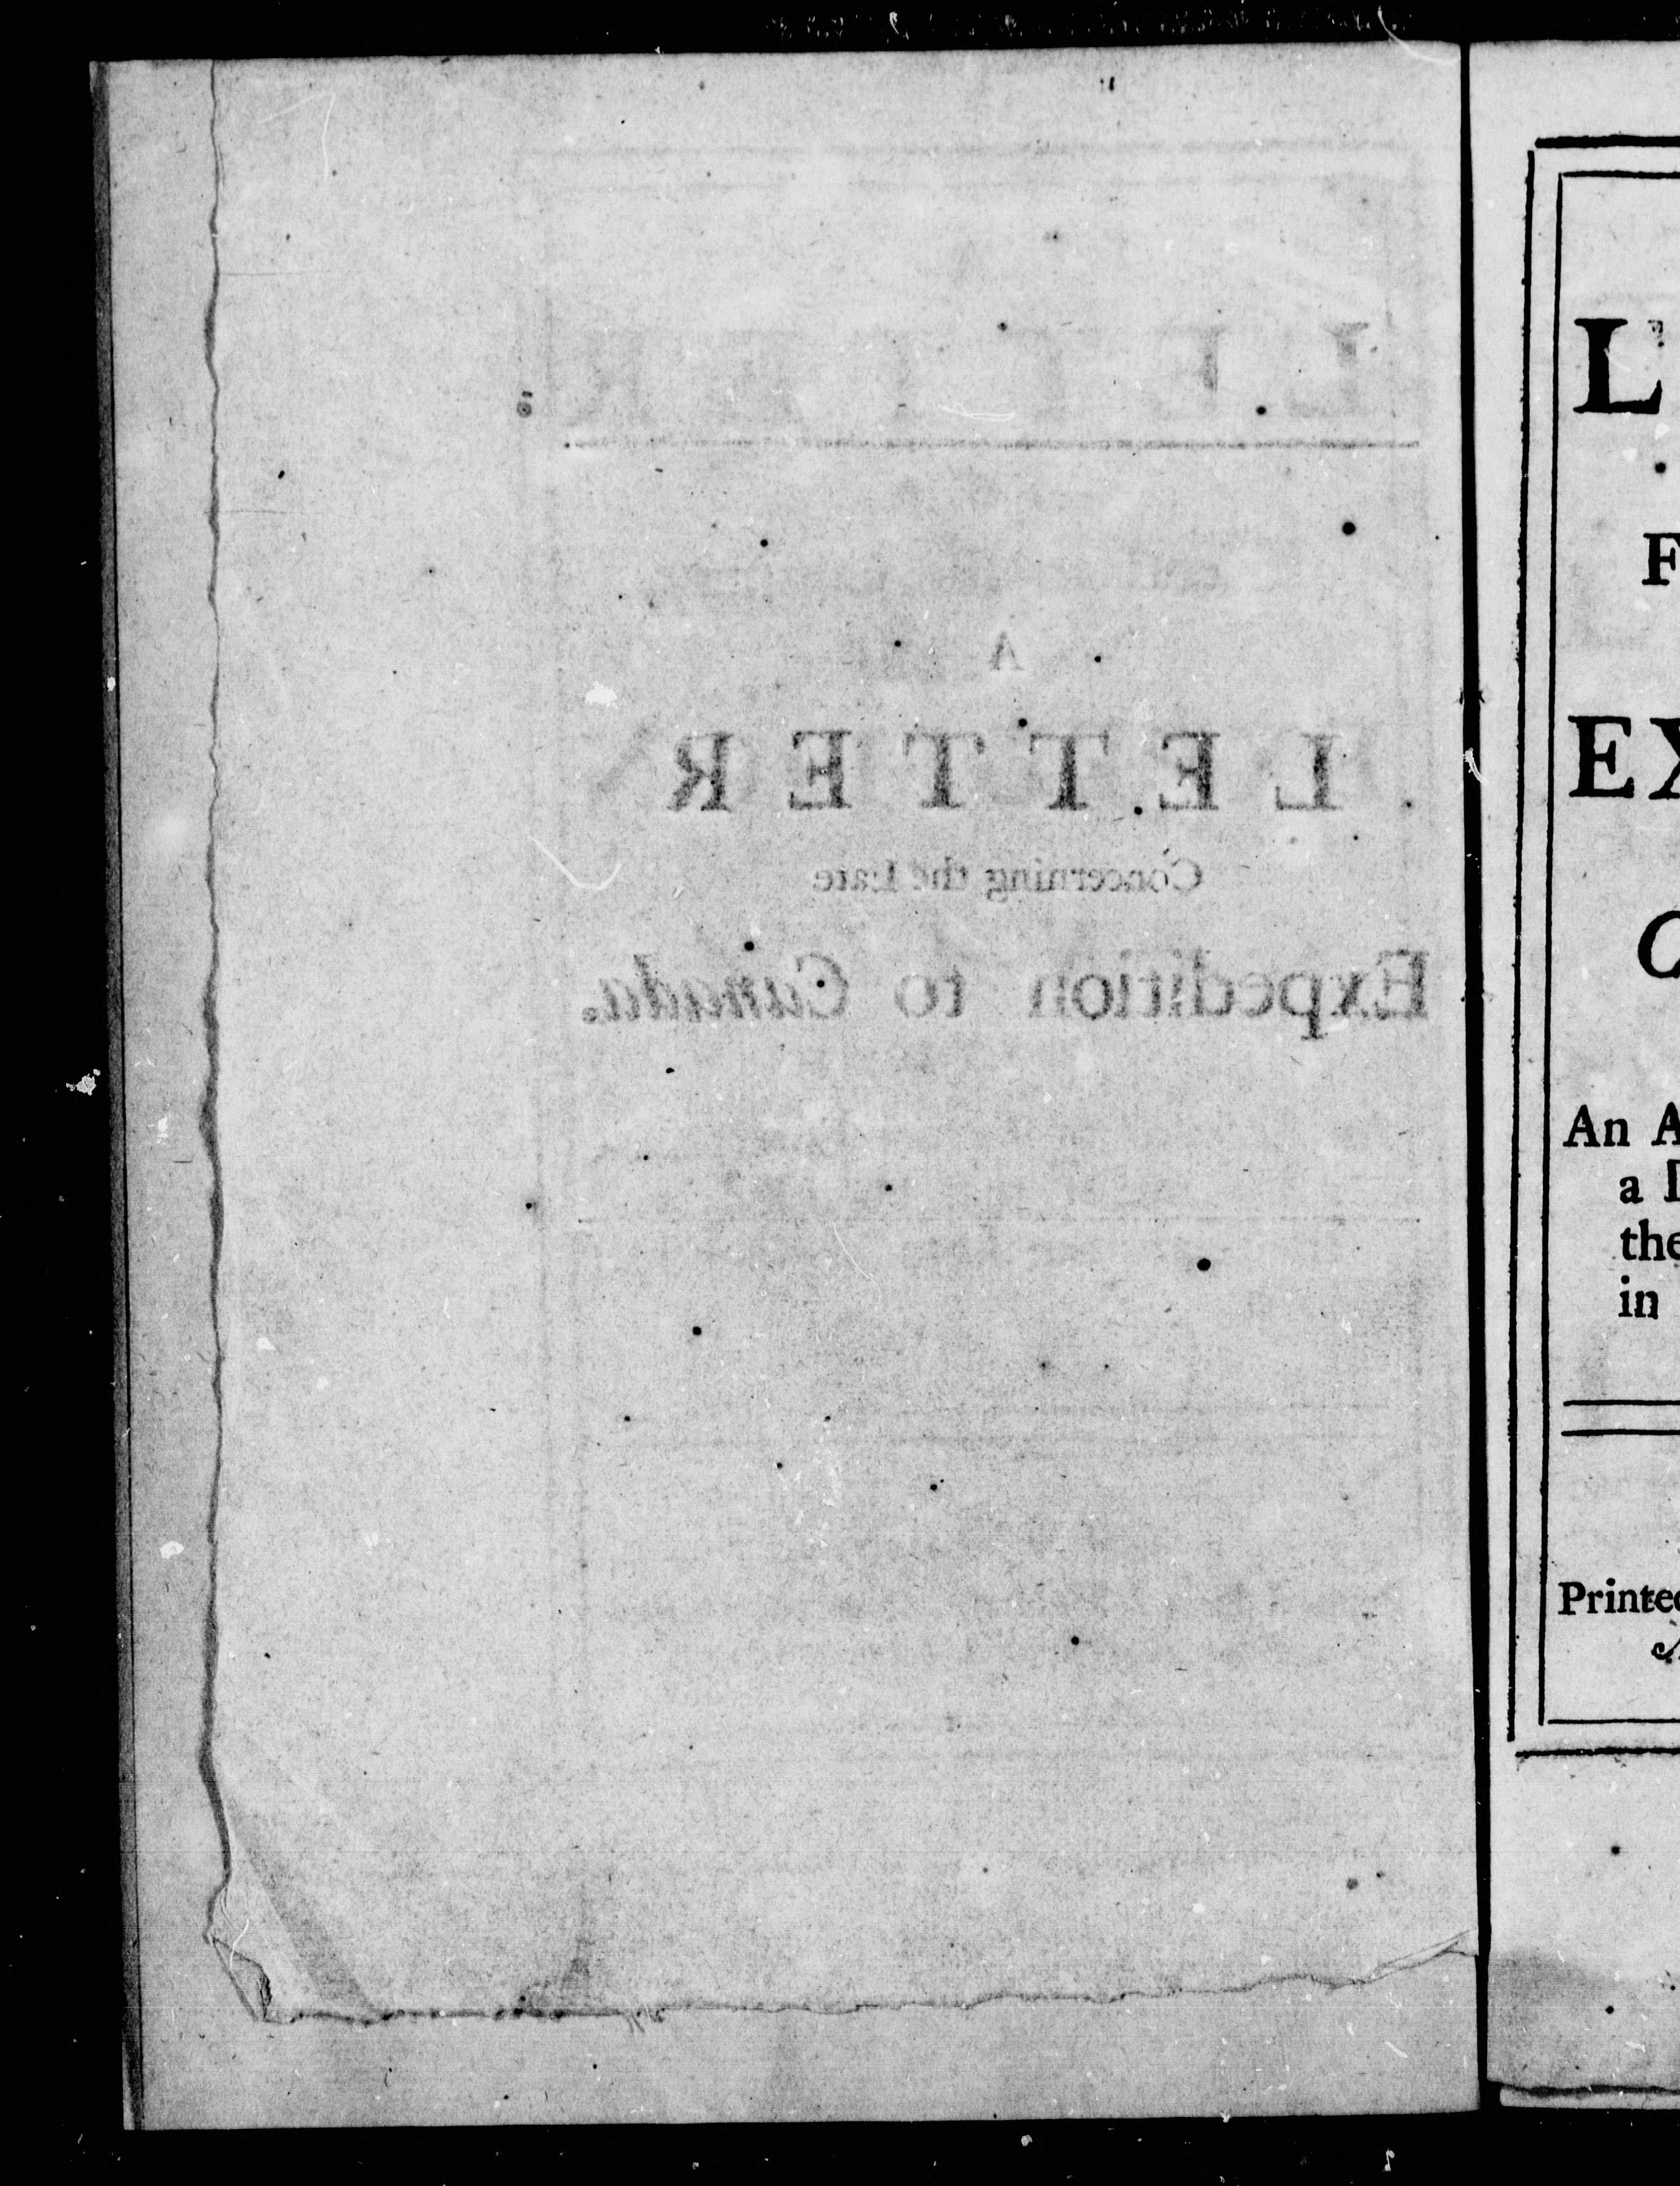 A
LETTER
Concerning the Late
Expedition to Canada.
L
F
EX
C
An A
a
the
in
Printed